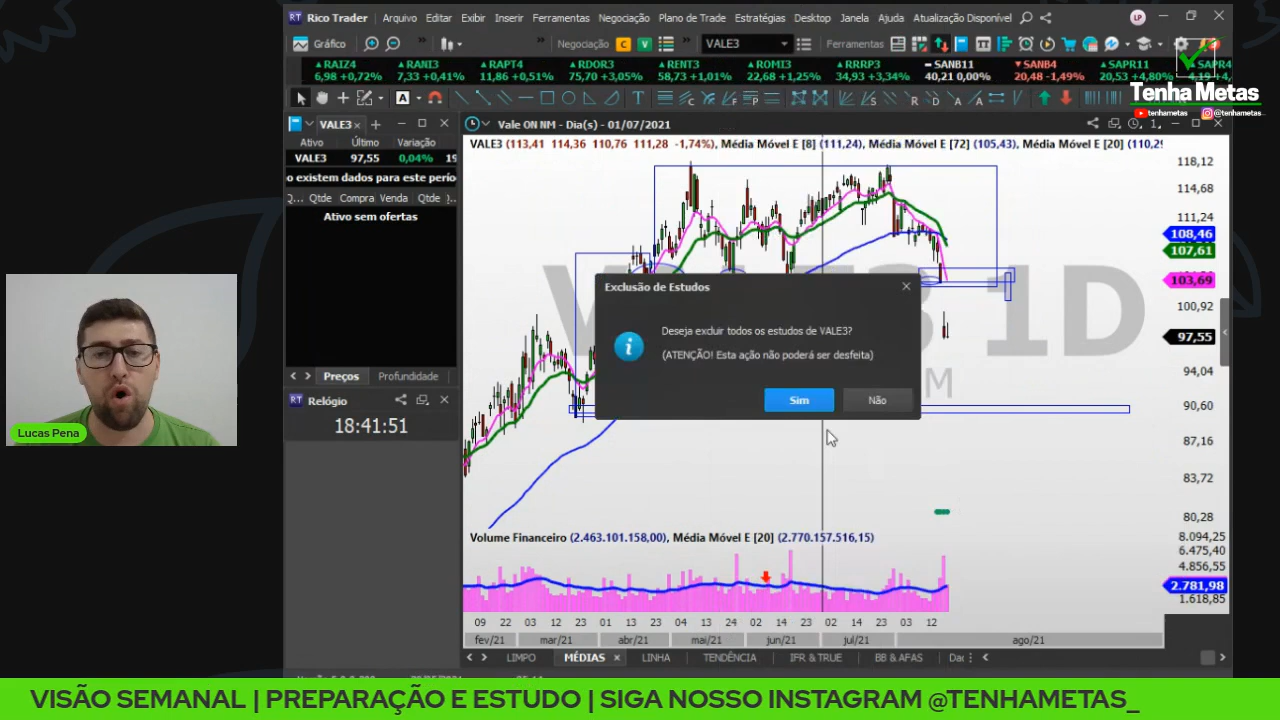 Rico Trader Arquivo Editar Exibir Inserir Ferramentas Negociação Plano de Trade Estratégias Desktop Janela Ajuda Atualização Disponível LP
Gráfico Negociação C V VALE3 Ferramentas
RAIZ4 RANI3 RAPT4 RDOR3 RENT3 ROMI3 RRRP3 SANB11 SANB4 SAPR11 SAPR4
6,98 +0,72% 7,33 +0,41% 11,86 +0,51% 75,70 +3,05% 58,73 +1,01% 22,68 +1,25% 34,93 +3,34% 40,21 0,00% 20,48 -1,49% 20,53 +4,80%
Tenha Metas
tenhametas @tenhametas_
VALE3
Vale ON NM - Dia(s) - 01/07/2021
Ativo Último Variação
VALE3 97,55 0,04%
o existem dados para este perío
Q... Qtde Compra Venda Qtde
Ativo sem ofertas
Preços Profundidade
Relógio
18:41:51
VALE3 (113,41 114,36 110,76 111,28 -1,74%), Média Móvel E [8] (111,24), Média Móvel E [72] (105,43), Média Móvel E [20] (110,29
118,12
114,68
111,24
108,46
107,61
103,69
100,92
97,55
94,04
90,60
87,16
83,72
80,28
VALE3 1D
Exclusão de Estudos
Deseja excluir todos os estudos de VALE3?
(ATENÇÃO! Esta ação não poderá ser desfeita)
Sim Não
Volume Financeiro (2.463.101.158,00), Média Móvel E [20] (2.770.157.516,15)
8.094,25
6.475,40
4.856,55
2.781,98
1.618,85
09 22 03 12 23 01 13 23 04 13 24 02 14 23 02 14 23 03 12
fev/21 mar/21 abr/21 mai/21 jun/21 jul/21 ago/21
LIMPO MÉDIAS LINHA TENDÊNCIA IFR & TRUE BB & AFAS
Lucas Pena
VISÃO SEMANAL | PREPARAÇÃO E ESTUDO | SIGA NOSSO INSTAGRAM @TENHAMETAS_